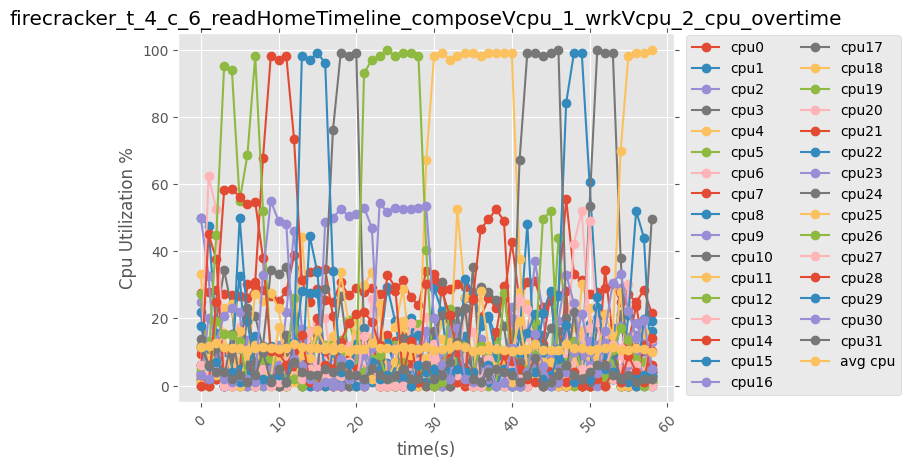 firecracker_t_4_c_6_readHomeTimeline_composeVcpu_1_wrkVcpu_2_cpu_overtime
100
80
60
40
20
0
Cpu Utilization %
0
10
20
30
40
50
60
time(s)
cpu0
cpu1
cpu2
cpu3
cpu4
cpu5
cpu6
cpu7
cpu8
cpu9
cpu10
cpu11
cpu12
cpu13
cpu14
cpu15
cpu16
cpu17
cpu18
cpu19
cpu20
cpu21
cpu22
cpu23
cpu24
cpu25
cpu26
cpu27
cpu28
cpu29
cpu30
cpu31
avg cpu